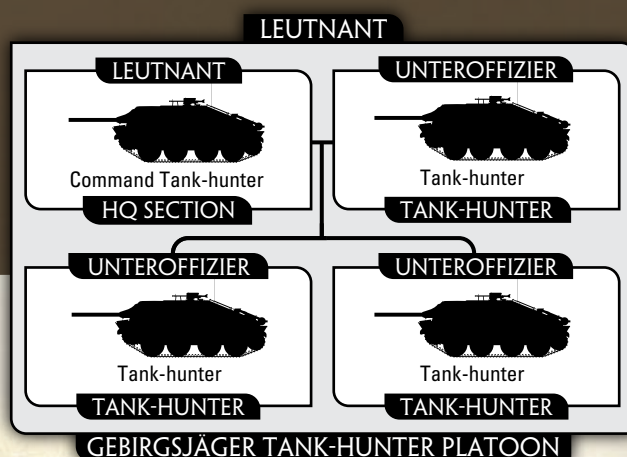 LEUTNANT
LEUTNANT
Command Tank-hunter
HQ SECTION
UNTEROFFIZIER
Tank-hunter
TANK-HUNTER
UNTEROFFIZIER
Tank-hunter
TANK-HUNTER
UNTEROFFIZIER
Tank-hunter
TANK-HUNTER
GEBIRGSJÄGER TANK-HUNTER PLATOON